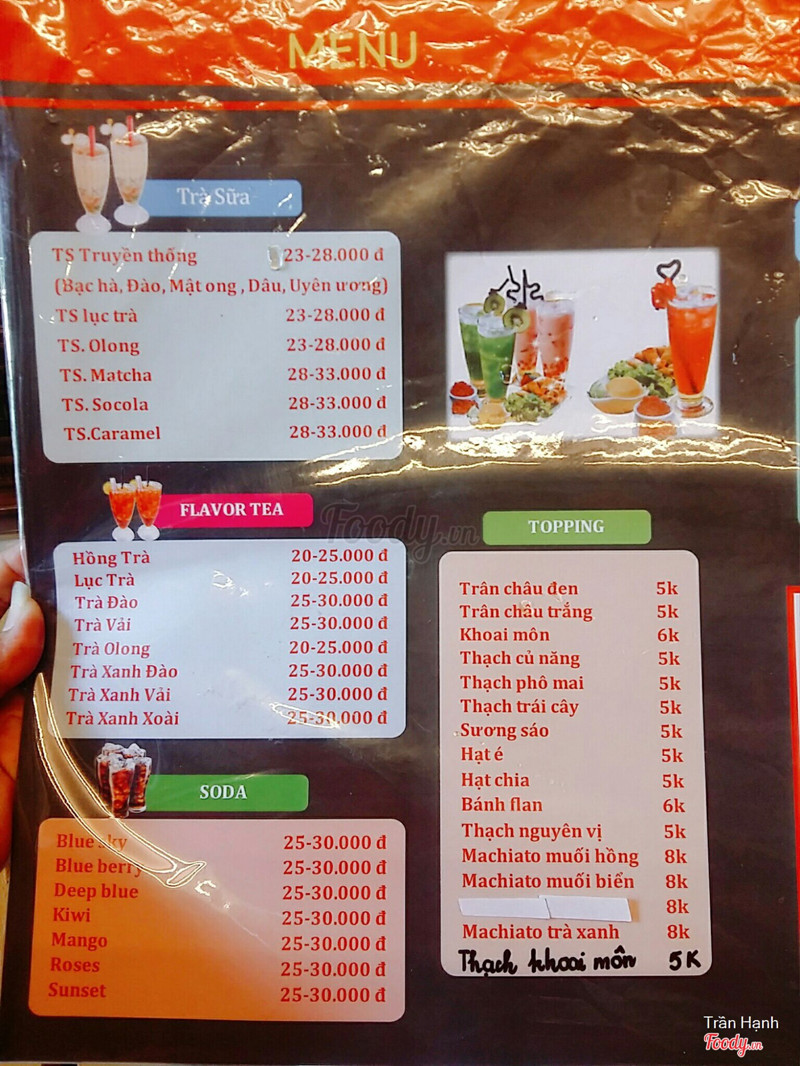 MENU
Trà Sữa
TS Truyền thống 23-28.000 đ
(Bạc hà, Đào, Mật ong , Dâu, Uyên ương)
TS lục trà 23-28.000 đ
TS. Olong 23-28.000 đ
TS. Matcha 28-33.000 đ
TS. Socola 28-33.000 đ
TS.Caramel 28-33.000 đ
FLAVOR TEA
Hồng Trà 20-25.000 đ
Lục Trà 20-25.000 đ
Trà Đào 25-30.000 đ
Trà Vải 25-30.000 đ
Trà Olong 20-25.000 đ
Trà Xanh Đào 25-30.000 đ
Trà Xanh Vải 25-30.000 đ
Trà Xanh Xoài 25-30.000 đ
SODA
Blue sky 25-30.000 đ
Blue berry 25-30.000 đ
Deep blue 25-30.000 đ
Kiwi 25-30.000 đ
Mango 25-30.000 đ
Roses 25-30.000 đ
Sunset 25-30.000 đ
Foody.vn
TOPPING
Trân châu đen 5k
Trân châu trắng 5k
Khoai môn 6k
Thạch củ năng 5k
Thạch phô mai 5k
Thạch trái cây 5k
Sương sáo 5k
Hạt é 5k
Hạt chia 5k
Bánh flan 6k
Thạch nguyên vị 5k
Machiato muối hồng 8k
Machiato muối biển 8k
8k
Machiato trà xanh 8k
Thạch khoai môn 5K
Trần Hạnh
Foody.vn